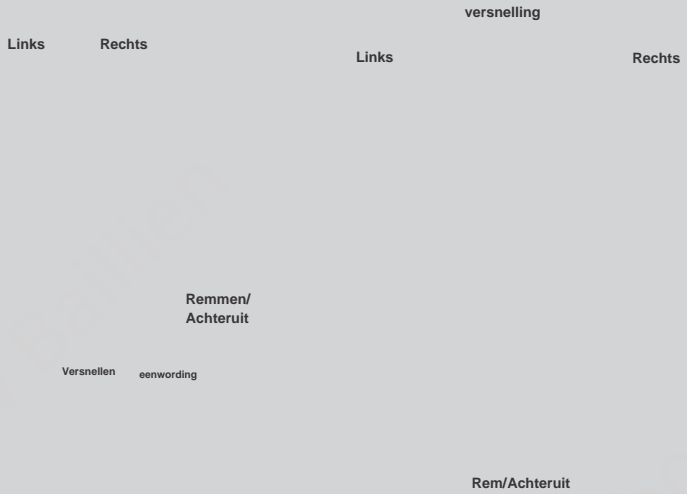 versnelling
Links Rechts
Links Rechts
Remmen/
Achteruit
Versnellen eenwording
Rem/Achteruit